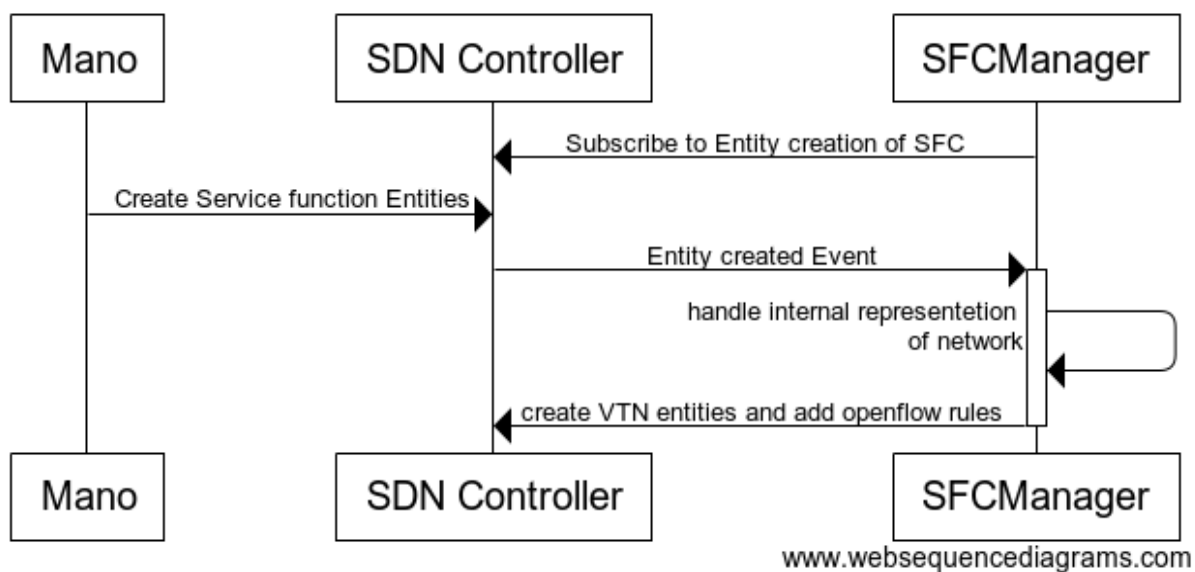 Mano
SDN Controller
SFCManager
Subscribe to Entity creation of SFC
Create Service function Entities
Entity created Event
handle internal representetion
of network
create VTN entities and add openflow rules
Mano
SDN Controller
SFCManager
www.websequencediagrams.com